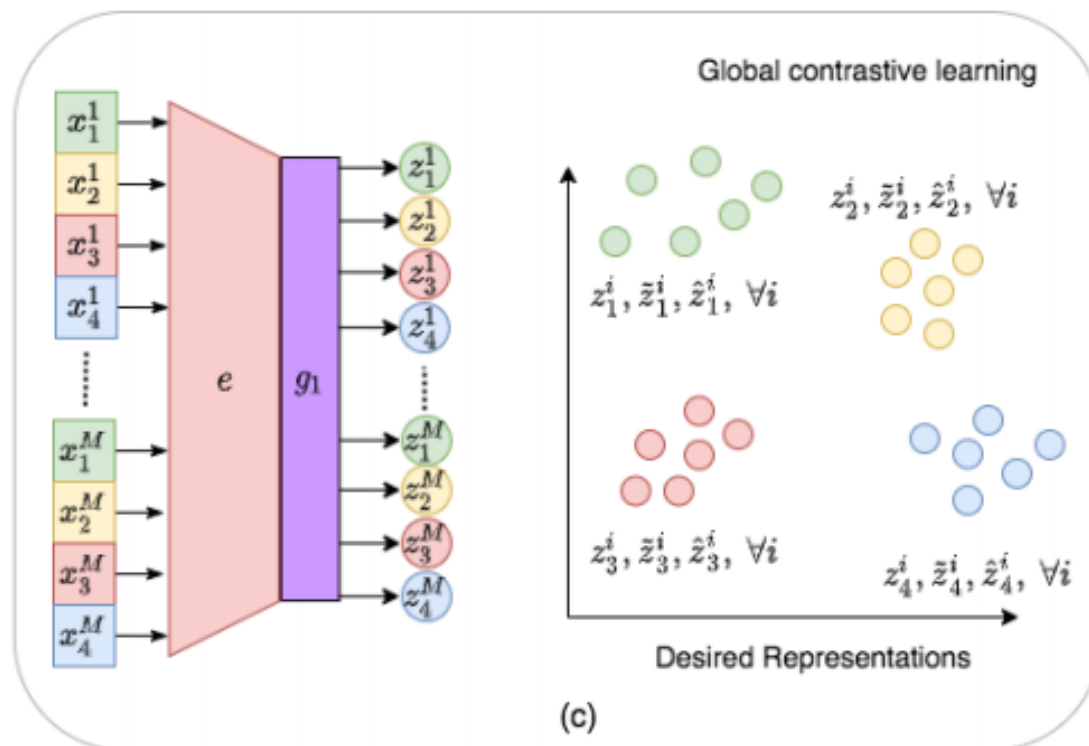 Global contrastive learning
x_1^1
x_2^1
x_3^1
x_4^1
x_1^M
x_2^M
x_3^M
x_4^M
e
g_1
z_1^1
z_2^1
z_3^1
z_4^1
z_1^M
z_2^M
z_3^M
z_4^M
z_1^i, z̃_1^i, ẑ_1^i, ∀i
z_2^i, z̃_2^i, ẑ_2^i, ∀i
z_3^i, z̃_3^i, ẑ_3^i, ∀i
z_4^i, z̃_4^i, ẑ_4^i, ∀i
Desired Representations
(c)